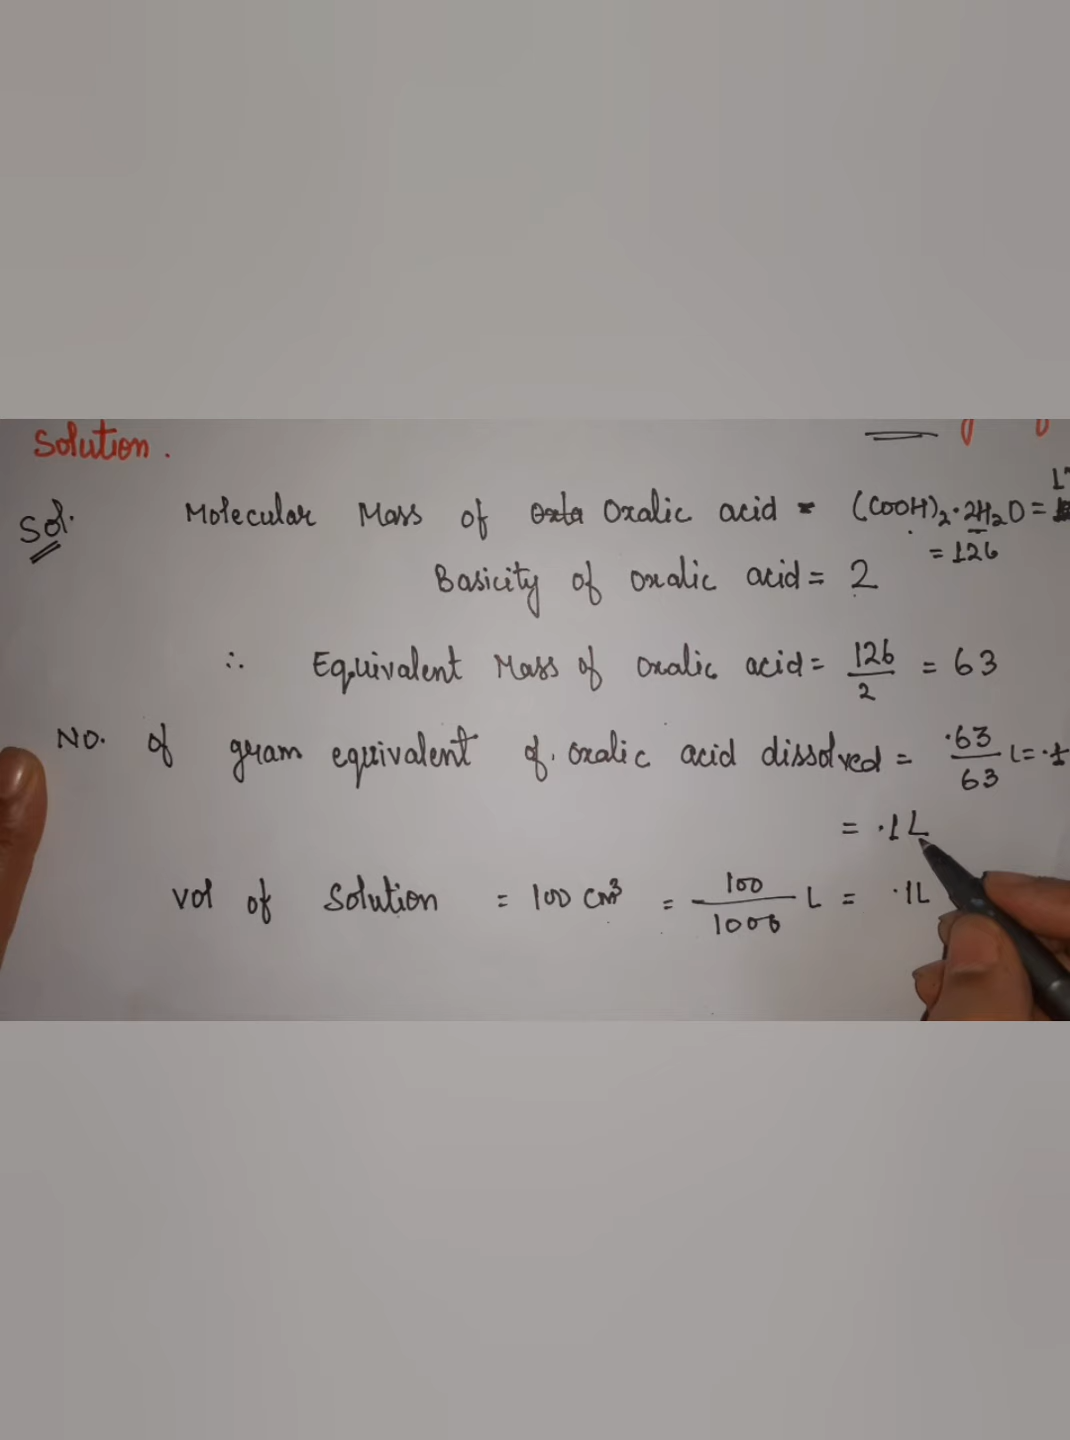 Solution.
Sol. Molecular Mass of Oxalic acid = (COOH)₂·2H₂O =
= 126
Basicity of oxalic acid = 2
∴ Equivalent Mass of oxalic acid = 126/2 = 63
No. of gram equivalent of oxalic acid dissolved = .63/63 L =
= .1L
Vol of Solution = 100 cm³ = 100/1000 L = .1L